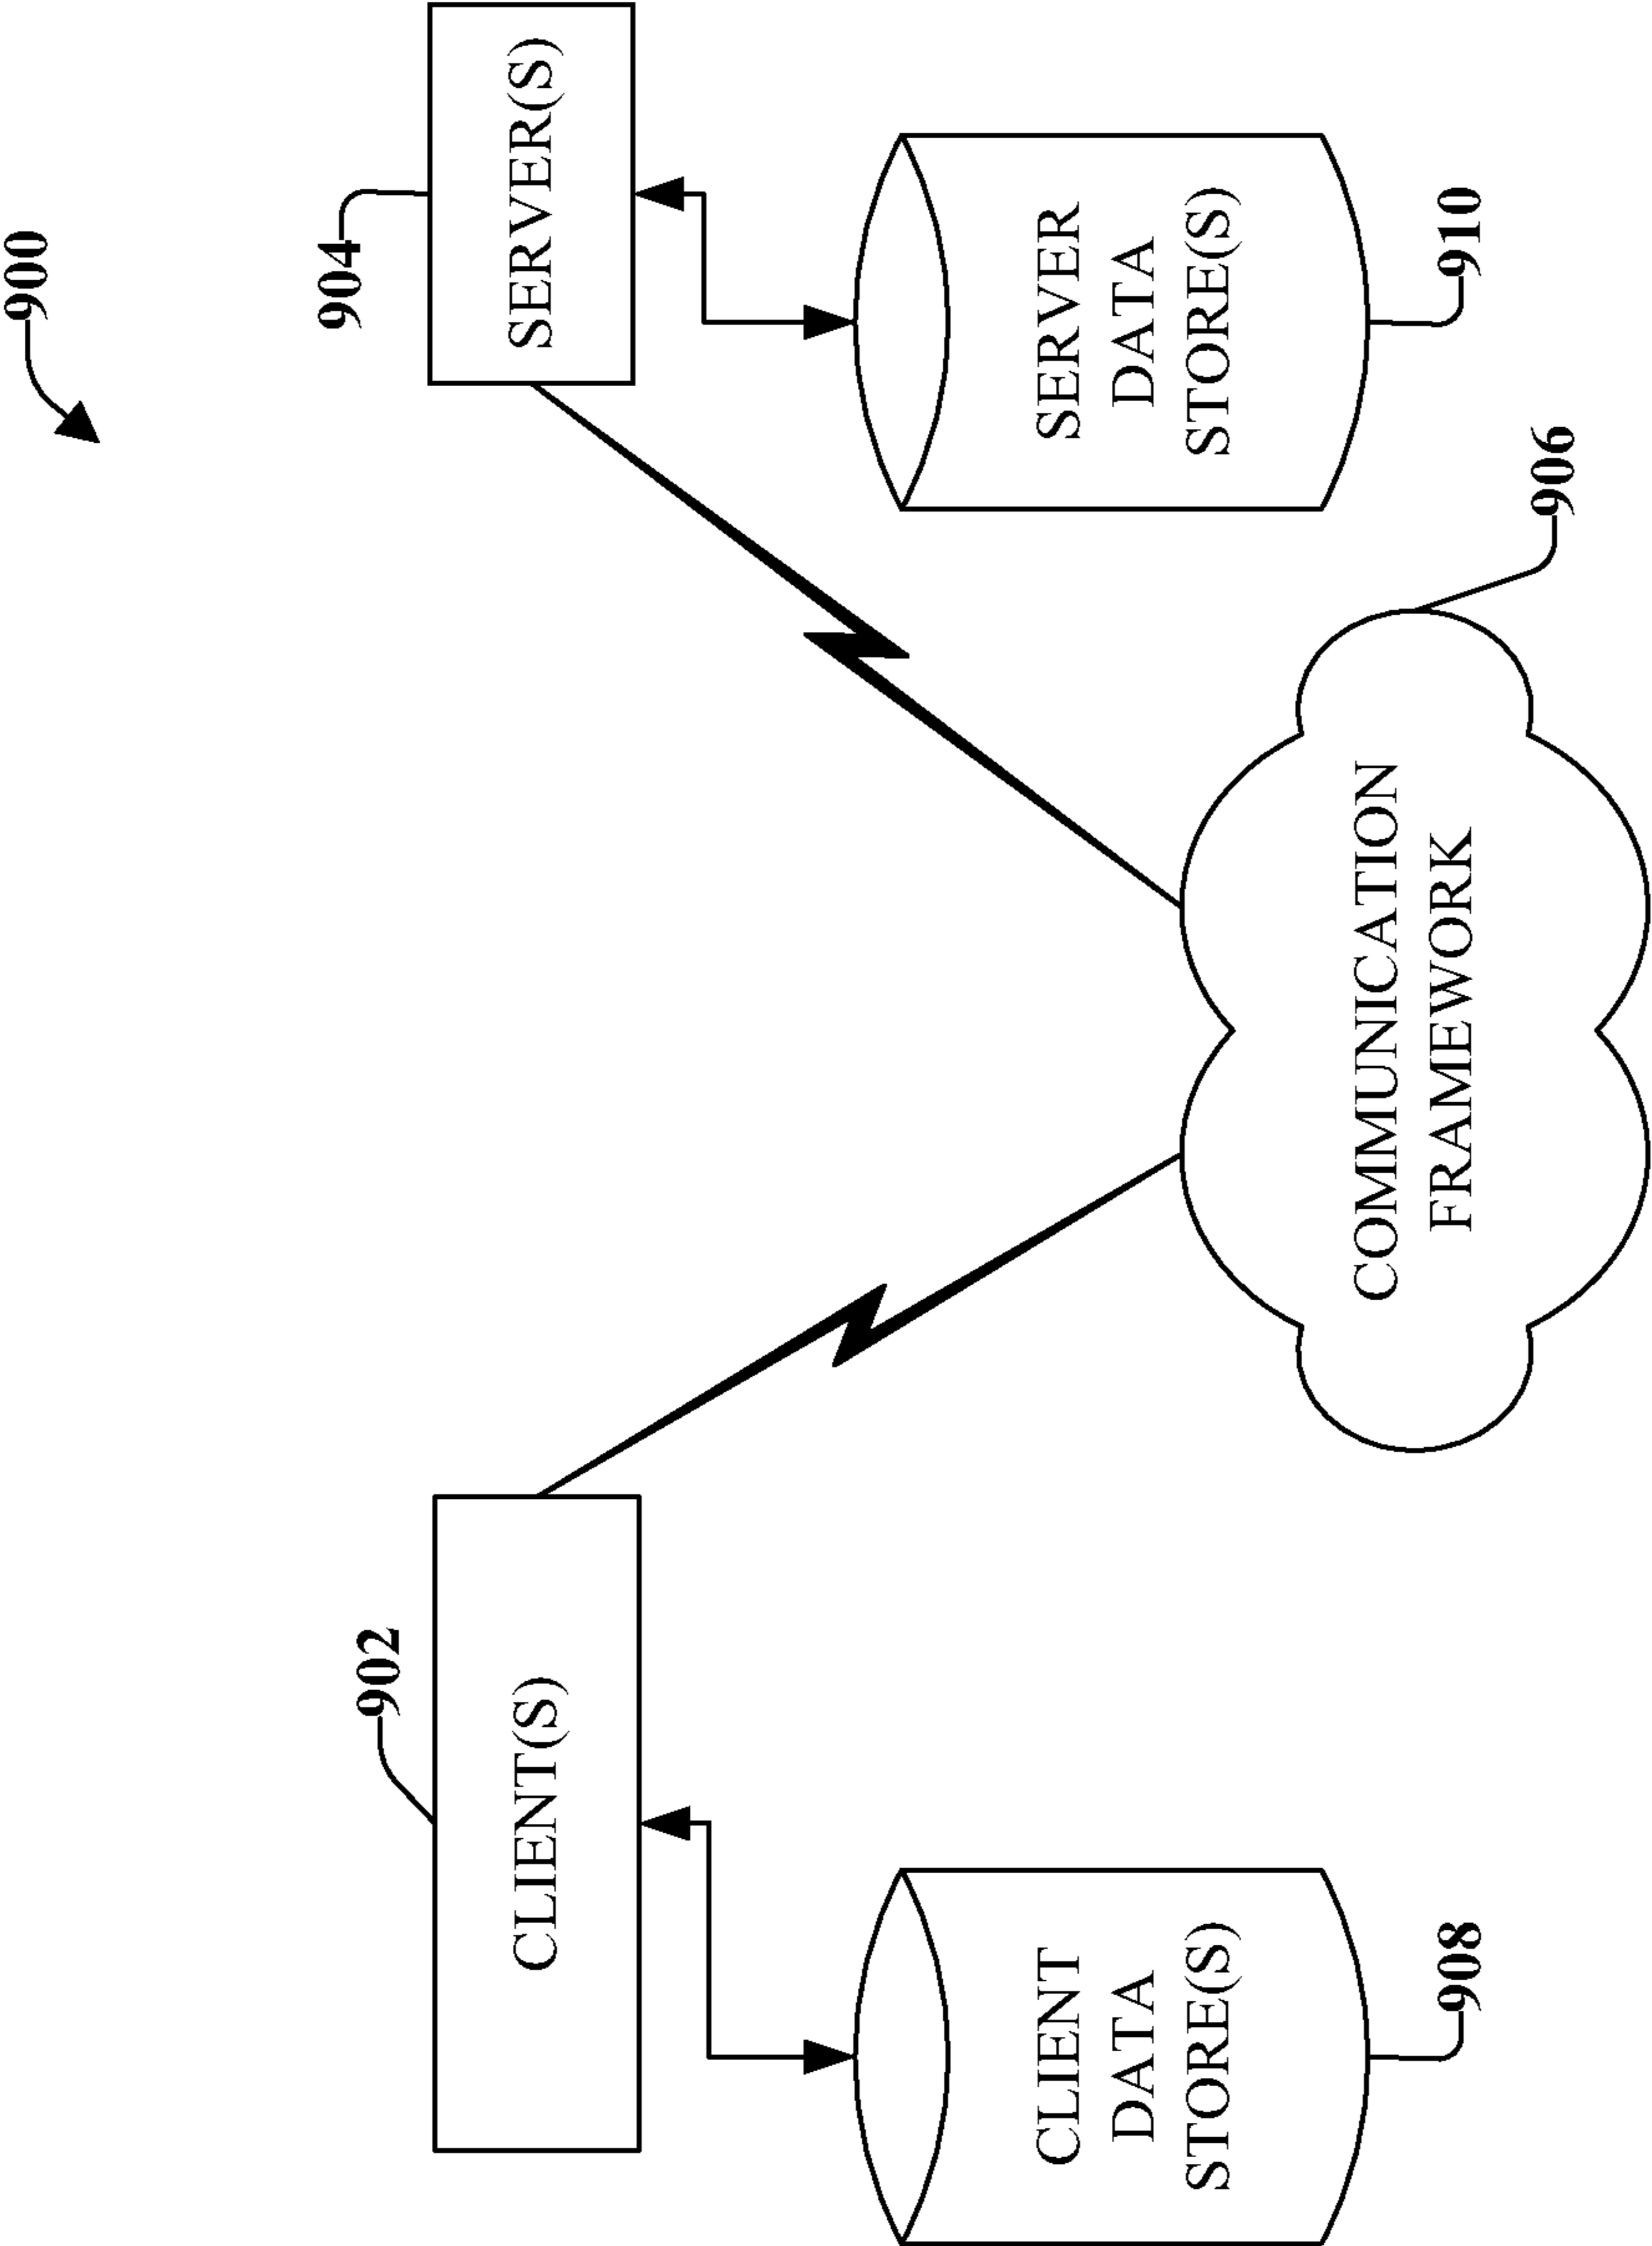 900
902
904
CLIENT(S)
SERVER(S)
CLIENT
DATA
STORE(S)
SERVER
DATA
STORE(S)
COMMUNICATION
FRAMEWORK
908
910
906